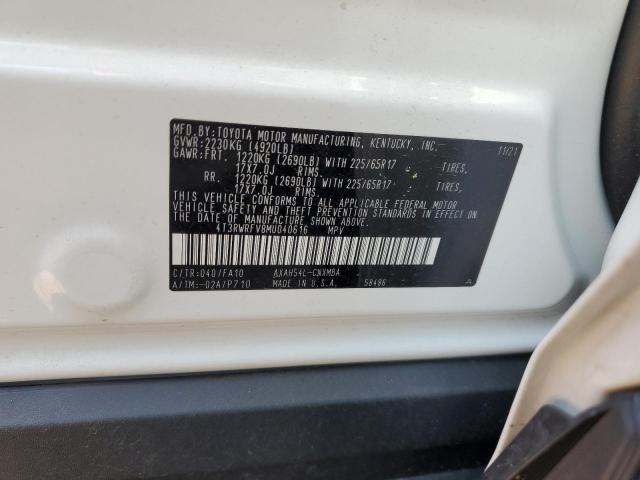 MFD.BY:TOYOTA MOTOR MANUFACTURING, KENTUCKY, INC. 11/21
GVWR:2230KG (4920LB)
GAWR:FRT. 1220KG (2690LB) WITH 225/65R17 TIRES,
17X7.0J RIMS.
RR. 1220KG (2690LB) WITH 225/65R17 TIRES,
17X7.0J RIMS.
THIS VEHICLE CONFORMS TO ALL APPLICABLE FEDERAL MOTOR
VEHICLE SAFETY AND THEFT PREVENTION STANDARDS IN EFFECT
ON THE DATE OF MANUFACTURE SHOWN ABOVE.
4T3RWRFV8MU040616 MPV
C/TR:040/FA10 AXAH54L-CNXMBA
A/TM:-02A/P710 MADE IN U.S.A. 58486 A